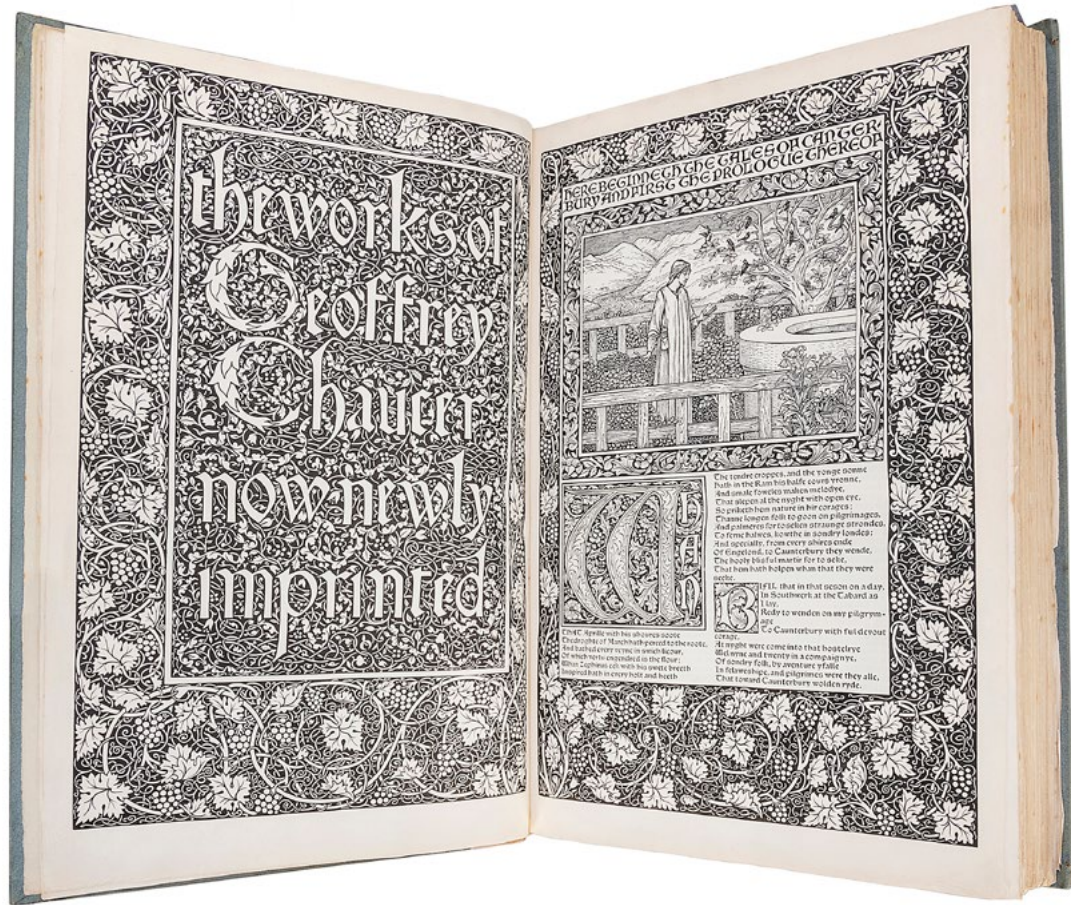 the works of
Geoffrey
Chaucer
now newly
imprinted
HERE BEGINNETH THE TALES OF CANTER
BURY AND FIRST THE PROLOGUE THEREOF
WHAN
THAT Aprille with his shoures soote
The droghte of March hath perced to the roote,
And bathed every veyne in swich licour,
Of which vertu engendred is the flour;
Whan Zephirus eek with his swete breeth
Inspired hath in every holt and heeth
The tendre croppes, and the yonge sonne
Hath in the Ram his halfe cours yronne,
And smale foweles maken melodye,
That slepen al the nyght with open eye,
So priketh hem nature in hir corages;
Thanne longen folk to goon on pilgrimages,
And palmeres for to seken straunge strondes,
To ferne halwes, kowthe in sondry londes;
And specially, from every shires ende
Of Engelond, to Caunterbury they wende,
The hooly blisful martir for to seke,
That hem hath holpen whan that they were
seeke.
BIFIL that in that seson on a day,
In Southwerk at the Tabard as
I lay,
Redy to wenden on my pilgrym-
age
To Caunterbury with ful devout
corage,
At nyght were come into that hostelrye
Wel nyne and twenty in a compaignye,
Of sondry folk, by aventure yfalle
In felaweshipe, and pilgrimes were they alle,
That toward Caunterbury wolden ryde.